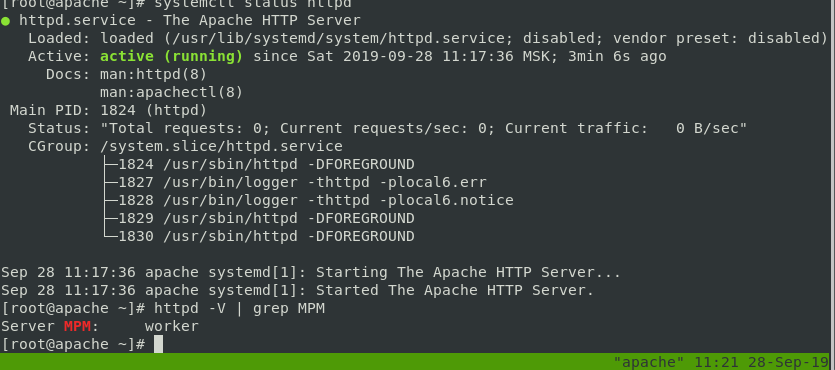 [root@apache ~]# systemctl status httpd
● httpd.service - The Apache HTTP Server
   Loaded: loaded (/usr/lib/systemd/system/httpd.service; disabled; vendor preset: disabled)
   Active: active (running) since Sat 2019-09-28 11:17:36 MSK; 3min 6s ago
     Docs: man:httpd(8)
           man:apachectl(8)
 Main PID: 1824 (httpd)
   Status: "Total requests: 0; Current requests/sec: 0; Current traffic:   0 B/sec"
   CGroup: /system.slice/httpd.service
           ├─1824 /usr/sbin/httpd -DFOREGROUND
           ├─1827 /usr/bin/logger -thttpd -plocal6.err
           ├─1828 /usr/bin/logger -thttpd -plocal6.notice
           ├─1829 /usr/sbin/httpd -DFOREGROUND
           └─1830 /usr/sbin/httpd -DFOREGROUND
Sep 28 11:17:36 apache systemd[1]: Starting The Apache HTTP Server...
Sep 28 11:17:36 apache systemd[1]: Started The Apache HTTP Server.
[root@apache ~]# httpd -V | grep MPM
Server MPM:     worker
[root@apache ~]#
"apache" 11:21 28-Sep-19